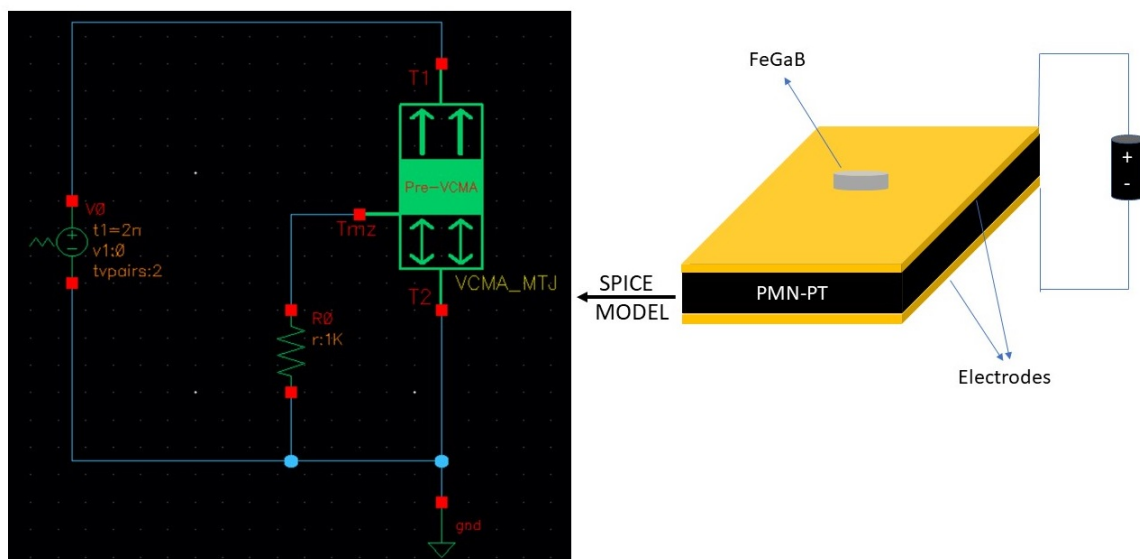 T1
Pre-VCMA
Tmz
VCMA_MTJ
T2
V0
t1=2n
v1:0
tvpairs:2
R0
r:1K
gnd
SPICE
MODEL
FeGaB
PMN-PT
+
-
Electrodes